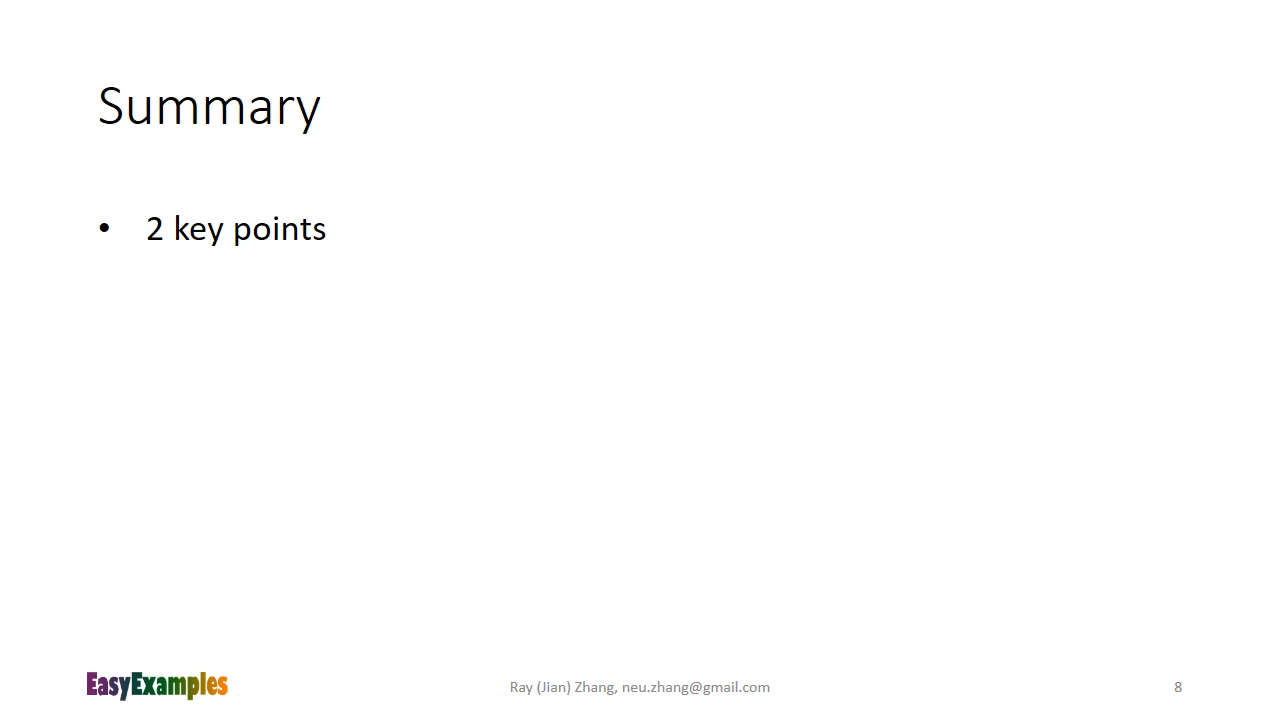 Summary
• 2 key points
EasyExamples
Ray (Jian) Zhang, neu.zhang@gmail.com
8